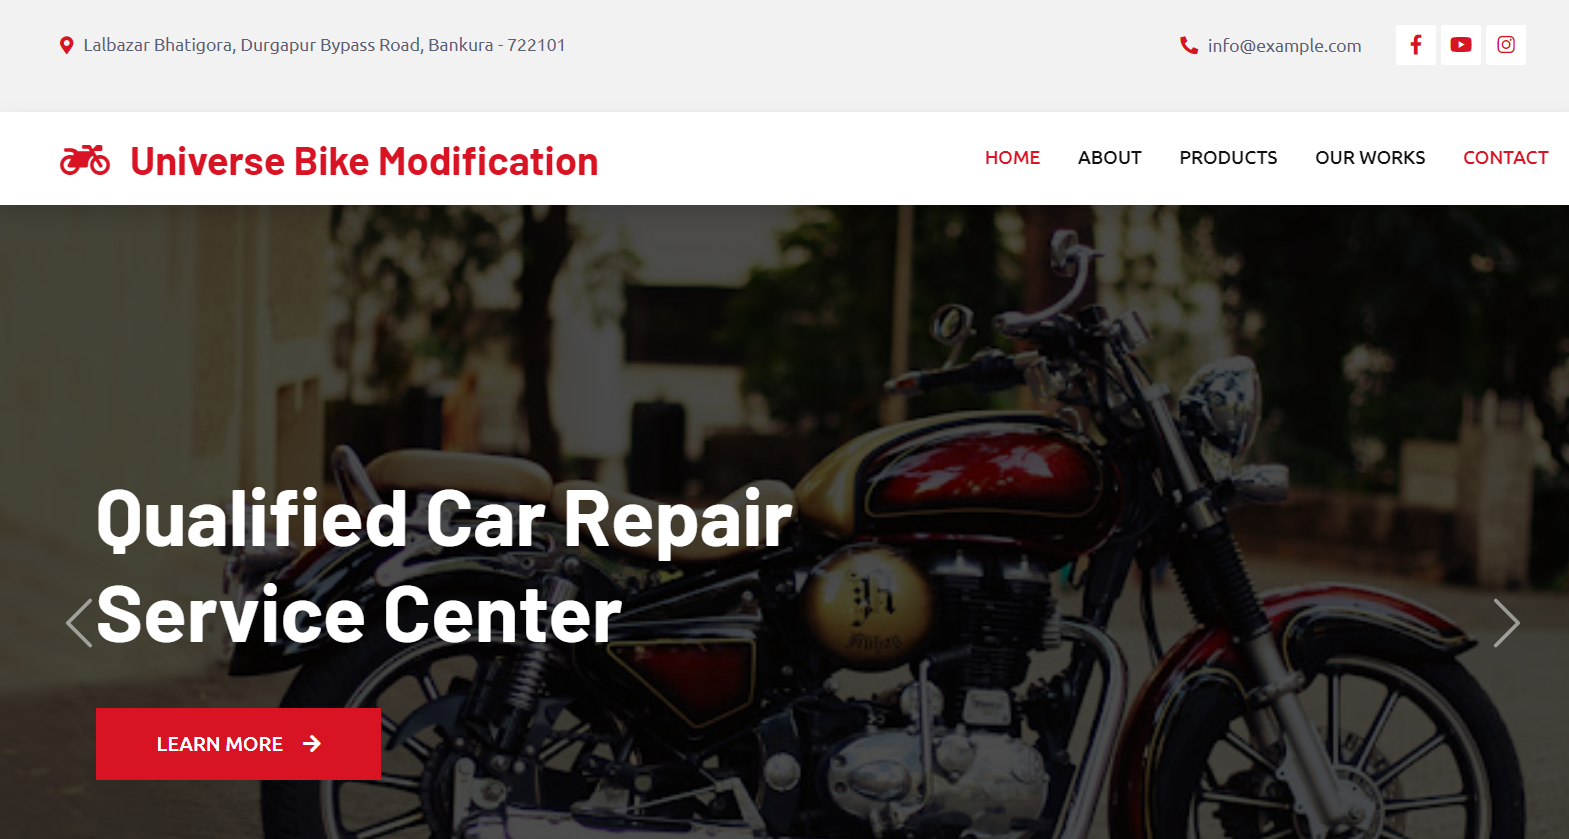 Lalbazar Bhatigora, Durgapur Bypass Road, Bankura - 722101
info@example.com
Universe Bike Modification
HOME
ABOUT
PRODUCTS
OUR WORKS
CONTACT
Qualified Car Repair
Service Center
LEARN MORE